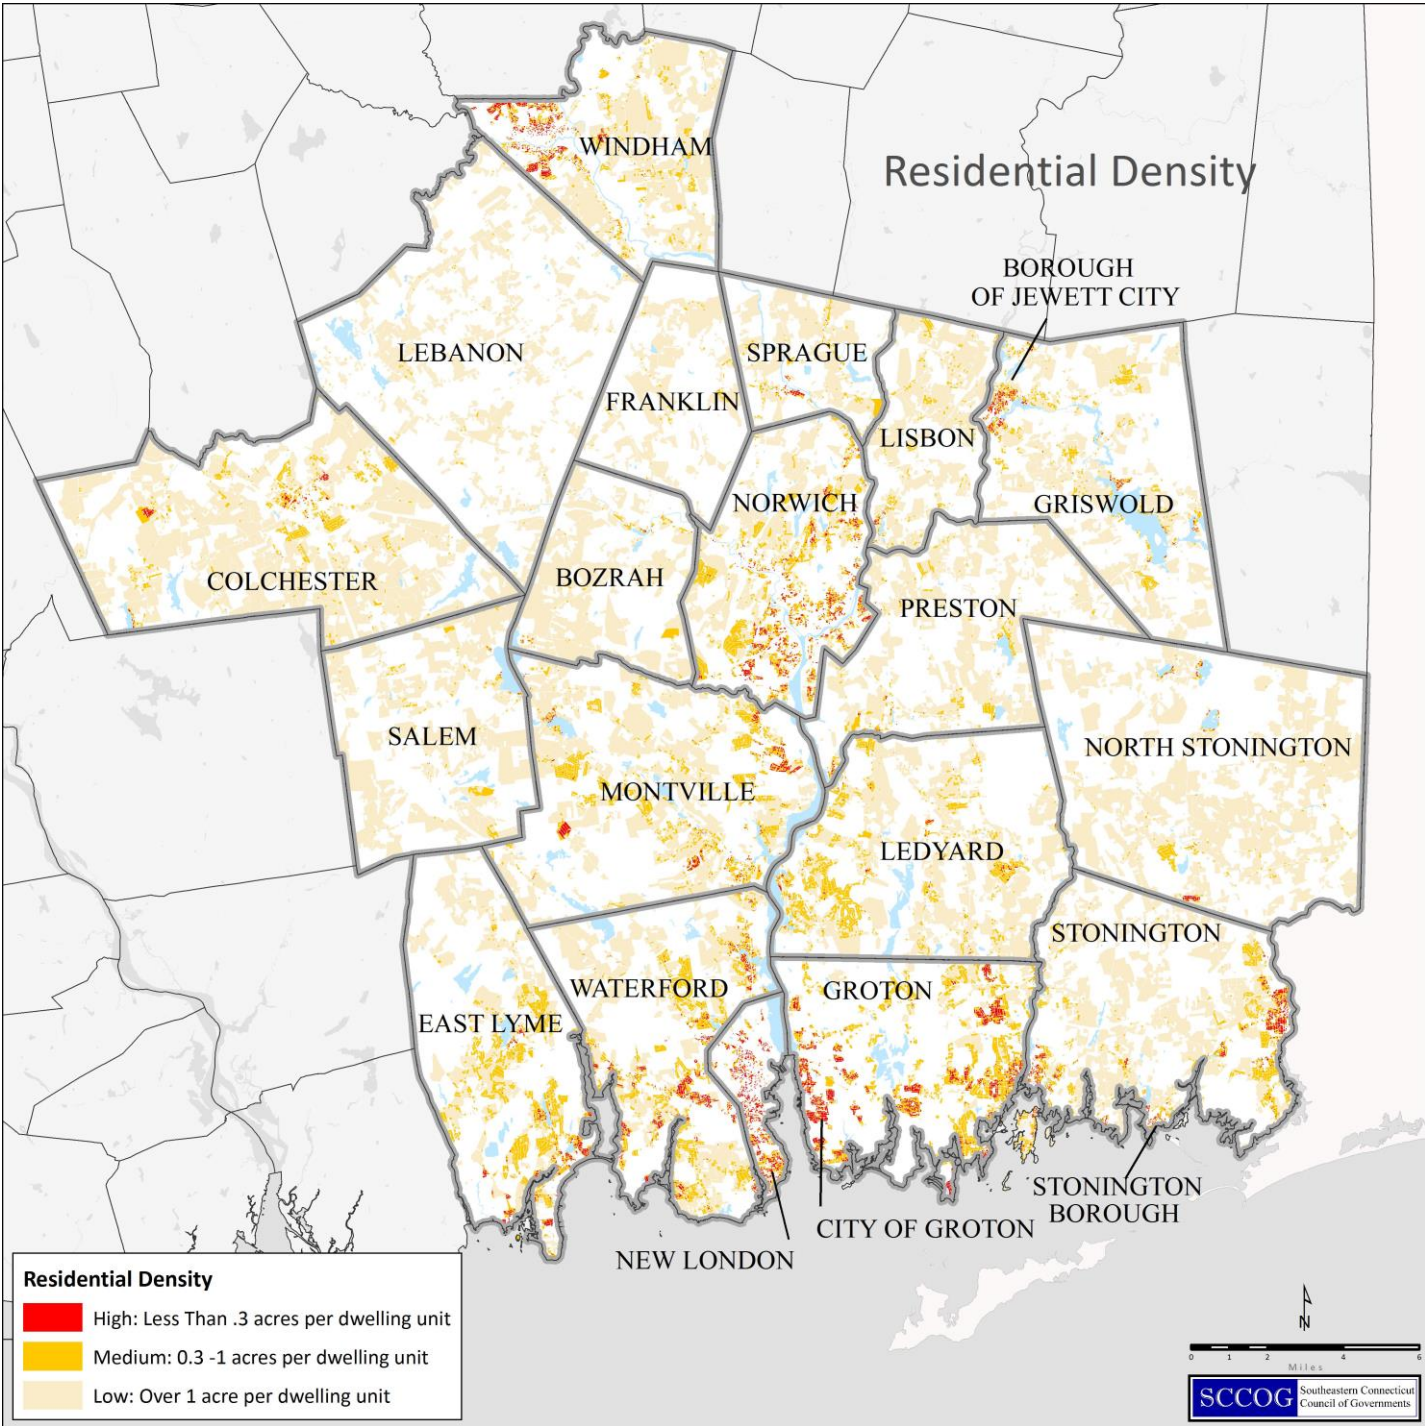 Residential Density
WINDHAM
BOROUGH
OF JEWETT CITY
LEBANON
SPRAGUE
FRANKLIN
LISBON
NORWICH
GRISWOLD
COLCHESTER
BOZRAH
PRESTON
SALEM
NORTH STONINGTON
MONTVILLE
LEDYARD
STONINGTON
WATERFORD
GROTON
EAST LYME
STONINGTON
BOROUGH
CITY OF GROTON
NEW LONDON
Residential Density
High: Less Than .3 acres per dwelling unit
Medium: 0.3 -1 acres per dwelling unit
Low: Over 1 acre per dwelling unit
N
0 1 2 4 6
Miles
SCCOG
Southeastern Connecticut
Council of Governments